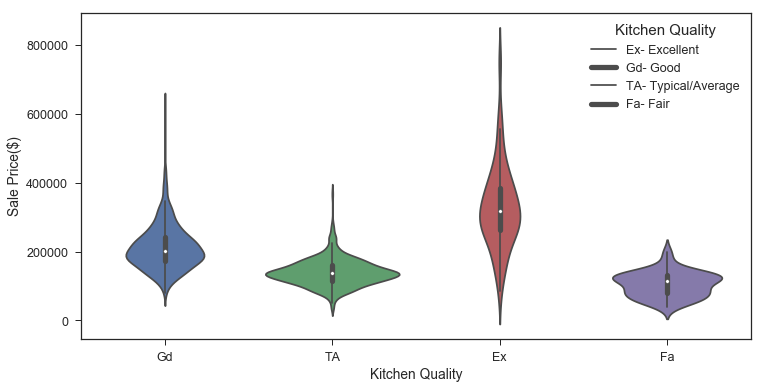 Kitchen Quality
Ex- Excellent
Gd- Good
TA- Typical/Average
Fa- Fair
800000
600000
400000
200000
0
Sale Price($)
Gd TA Ex Fa
Kitchen Quality